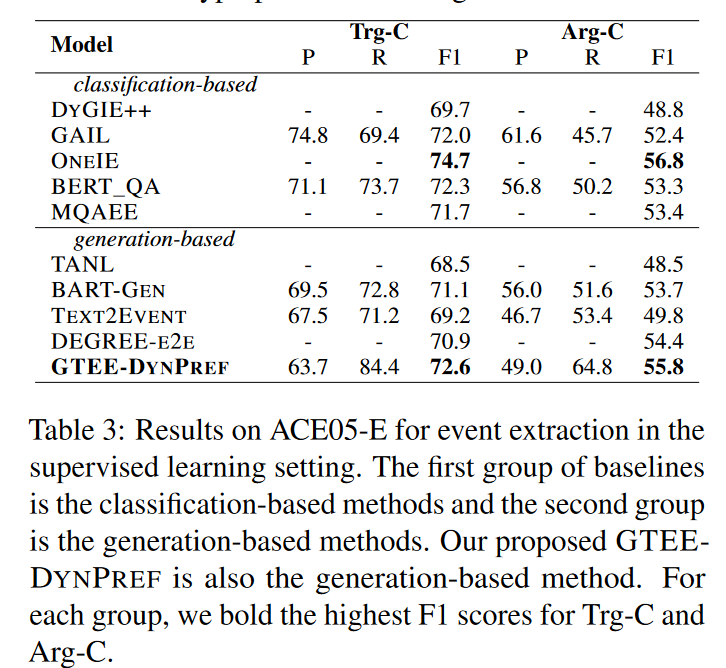 Model Trg-C Arg-C
P R F1 P R F1
classification-based
DYGIE++ - - 69.7 - - 48.8
GAIL 74.8 69.4 72.0 61.6 45.7 52.4
ONEIE - - 74.7 - - 56.8
BERT_QA 71.1 73.7 72.3 56.8 50.2 53.3
MQAEE - - 71.7 - - 53.4
generation-based
TANL - - 68.5 - - 48.5
BART-GEN 69.5 72.8 71.1 56.0 51.6 53.7
TEXT2EVENT 67.5 71.2 69.2 46.7 53.4 49.8
DEGREE-E2E - - 70.9 - - 54.4
GTEE-DYNPREF 63.7 84.4 72.6 49.0 64.8 55.8
Table 3: Results on ACE05-E for event extraction in the
supervised learning setting. The first group of baselines
is the classification-based methods and the second group
is the generation-based methods. Our proposed GTEE-
DYNPREF is also the generation-based method. For
each group, we bold the highest F1 scores for Trg-C and
Arg-C.